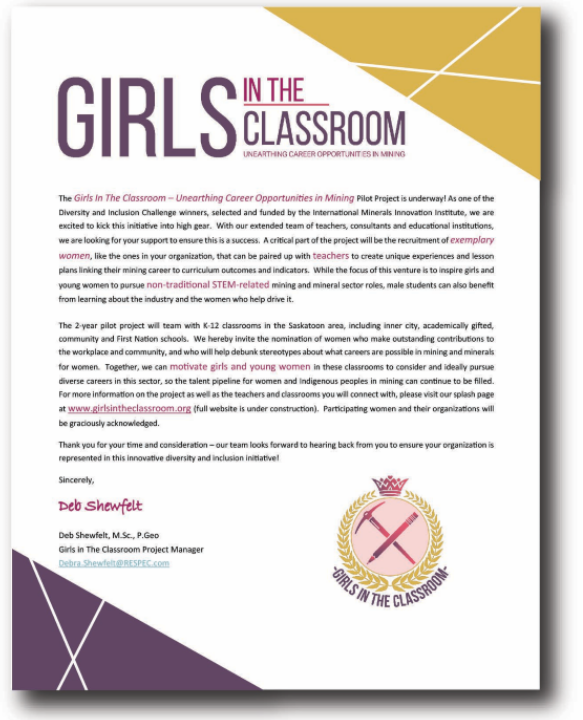 GIRLS IN THE CLASSROOM
UNEARTHING CAREER OPPORTUNITIES IN MINING
The Girls In The Classroom – Unearthing Career Opportunities in Mining Pilot Project is underway! As one of the
Diversity and Inclusion Challenge winners, selected and funded by the International Minerals Innovation Institute, we are
excited to kick this initiative into high gear. With our extended team of teachers, consultants and educational institutions,
we are looking for your support to ensure this is a success. A critical part of the project will be the recruitment of exemplary
women, like the ones in your organization, that can be paired up with teachers to create unique experiences and lesson
plans linking their mining career to curriculum outcomes and indicators. While the focus of this venture is to inspire girls and
young women to pursue non-traditional STEM-related mining and mineral sector roles, male students can also benefit
from learning about the industry and the women who help drive it.
The 2-year pilot project will team with K-12 classrooms in the Saskatoon area, including inner city, academically gifted,
community and First Nation schools. We hereby invite the nomination of women who make outstanding contributions to
the workplace and community, and who will help debunk stereotypes about what careers are possible in mining and minerals
for women. Together, we can motivate girls and young women in these classrooms to consider and ideally pursue
diverse careers in this sector, so the talent pipeline for women and Indigenous peoples in mining can continue to be filled.
For more information on the project as well as the teachers and classrooms you will connect with, please visit our splash page
at www.girlsintheclassroom.org (full website is under construction). Participating women and their organizations will
be graciously acknowledged.
Thank you for your time and consideration – our team looks forward to hearing back from you to ensure your organization is
represented in this innovative diversity and inclusion initiative!
Sincerely,
Deb Shewfelt
Deb Shewfelt, M.Sc., P.Geo
Girls in The Classroom Project Manager
Debra.Shewfelt@RESPEC.com
-GIRLS IN THE CLASSROOM-